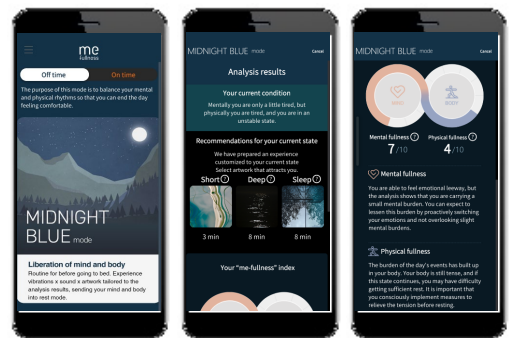 me
fullness
Off time
On time
The purpose of this mode is to balance your mental
and physical rhythms so that you can end the day
feeling comfortable.
MIDNIGHT
BLUE mode
Liberation of mind and body
Routine for before going to bed. Experience
vibrations x sound x artwork tailored to the
analysis results, sending your mind and body
into rest mode.
MIDNIGHT BLUE mode
Cancel
Analysis results
Your current condition
Mentally you are only a little tired, but
physically you are tired, and you are in an
unstable state.
Recommendations for your current state
We have prepared an experience
customized to your current state
Select artwork that attracts you.
Short ? Deep ? Sleep ?
3 min 8 min 8 min
Your "me-fullness" index
MIDNIGHT BLUE mode
Cancel
MIND BODY
Mental fullness ? Physical fullness ?
7 /10 4 /10
Mental fullness
You are able to feel emotional leeway, but
the analysis shows that you are carrying a
small mental burden. You can expect to
lessen this burden by proactively switching
your emotions and not overlooking slight
mental burdens.
Physical fullness
The burden of the day's events has built up
in your body. Your body is still tense, and if
this state continues, you may have difficulty
getting sufficient rest. It is important that
you consciously implement measures to
relieve the tension before resting.